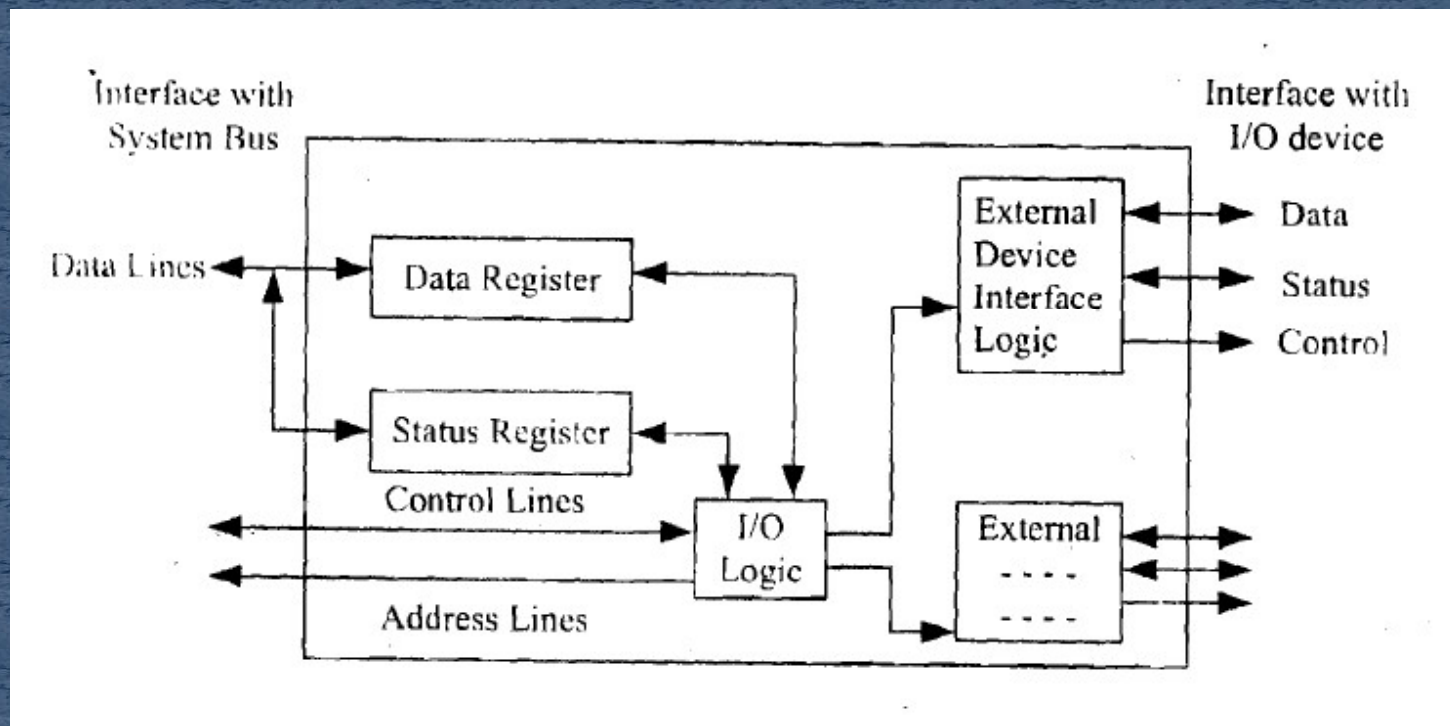 Interface with
System Bus
Interface with
I/O device
Data Lines
Data Register
Status Register
Control Lines
Address Lines
I/O
Logic
External
Device
Interface
Logic
Data
Status
Control
External
- - - -
- - - -